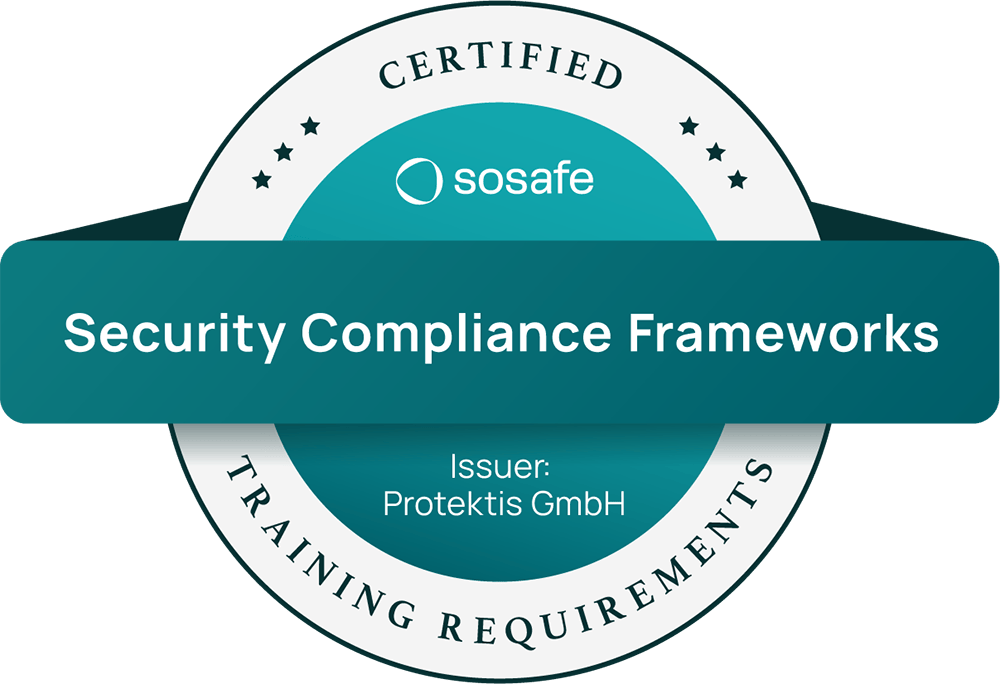 CERTIFIED
sosafe
Security Compliance Frameworks
Issuer:
Protektis GmbH
TRAINING REQUIREMENTS